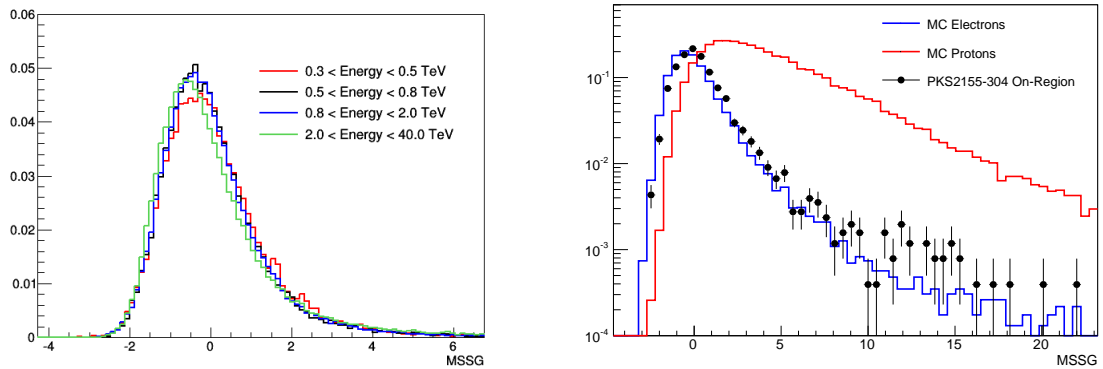 0.06
0.05
0.04
0.03
0.02
0.01
0
-4
-2
0
2
4
6
MSSG
0.3 < Energy < 0.5 TeV
0.5 < Energy < 0.8 TeV
0.8 < Energy < 2.0 TeV
2.0 < Energy < 40.0 TeV
10⁻¹
10⁻²
10⁻³
10⁻⁴
0
5
10
15
20
MSSG
MC Electrons
MC Protons
PKS2155-304 On-Region